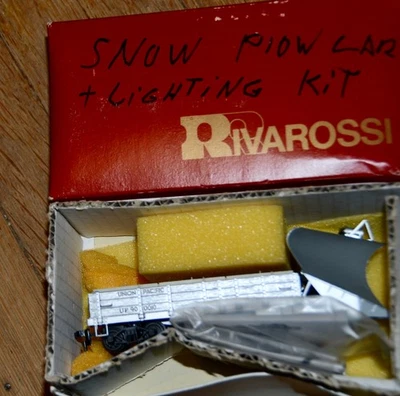 SNOW PLOW CAR
+ LIGHTING KIT
RIVAROSSI
UNION PACIFIC